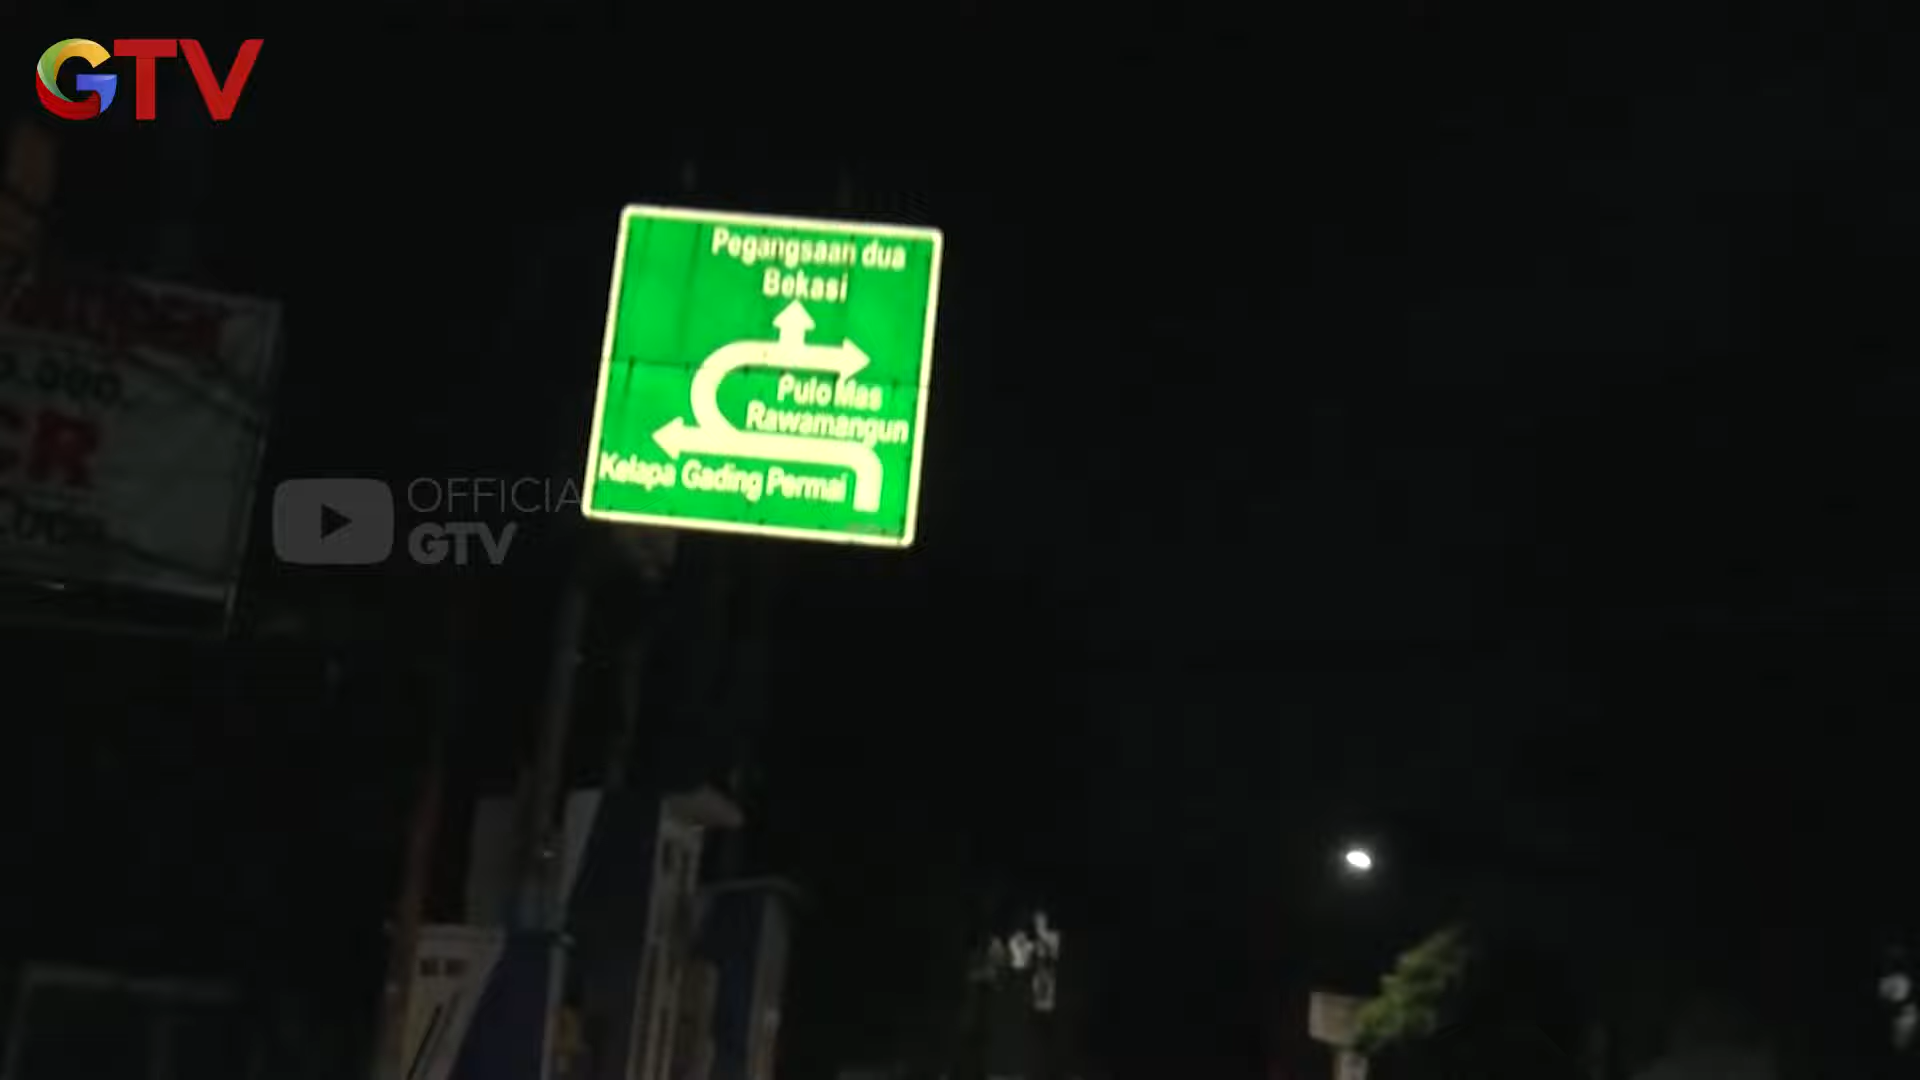 GTV
Pegangsaan dua
Bekasi
Pulo Mas
Rawamangun
Kelapa Gading Permai
OFFICIA
GTV